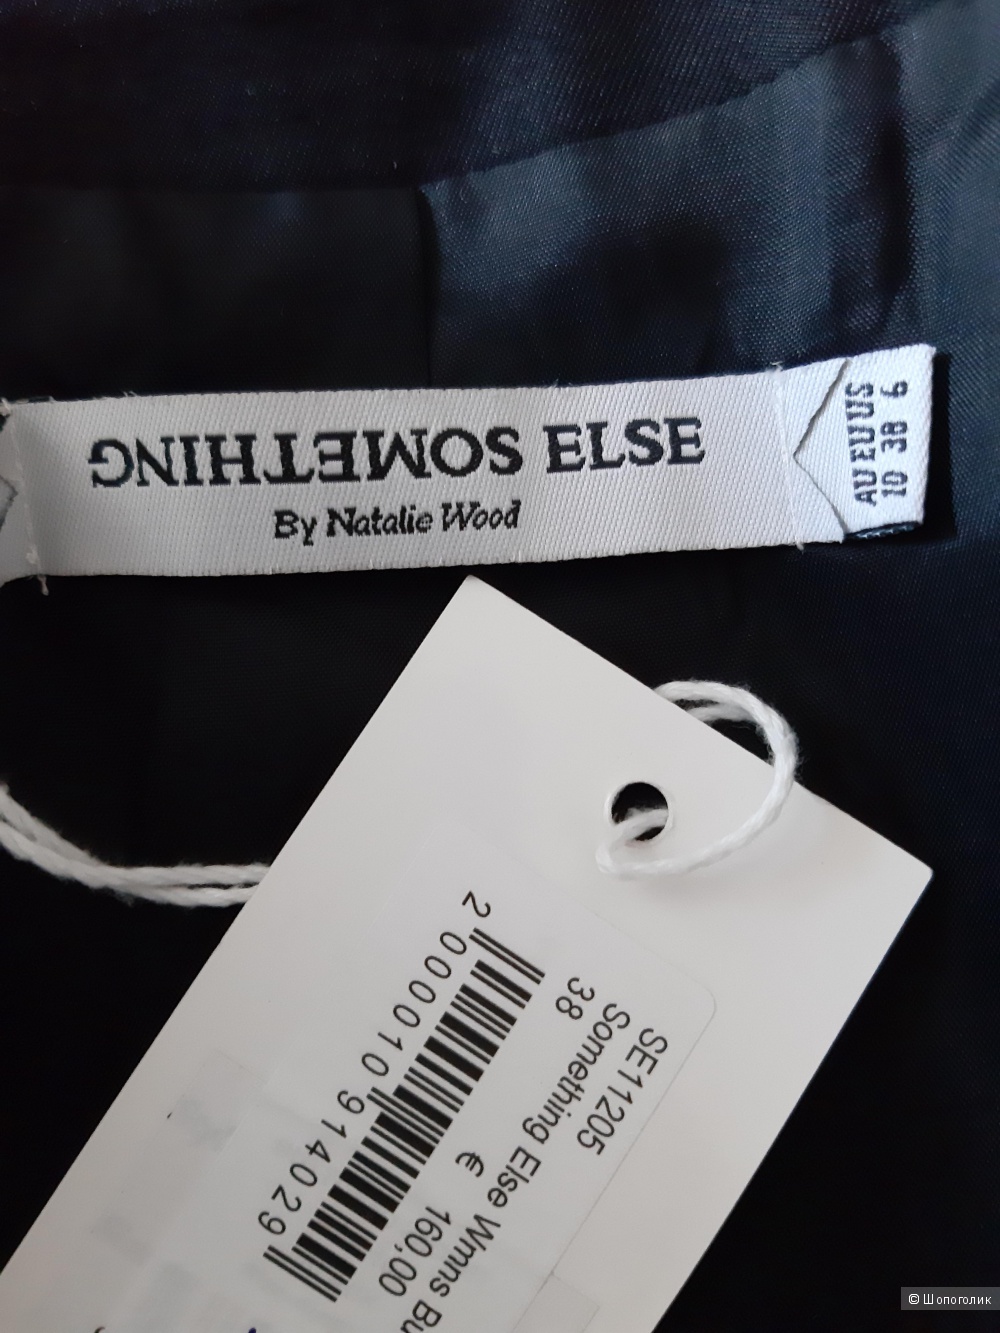 SOMETHING ELSE
By Natalie Wood
AU EU US
10 38 6
SE11205
Something Else Wmns Bu
38
€ 160,00
2000010914029
© Шопоголик